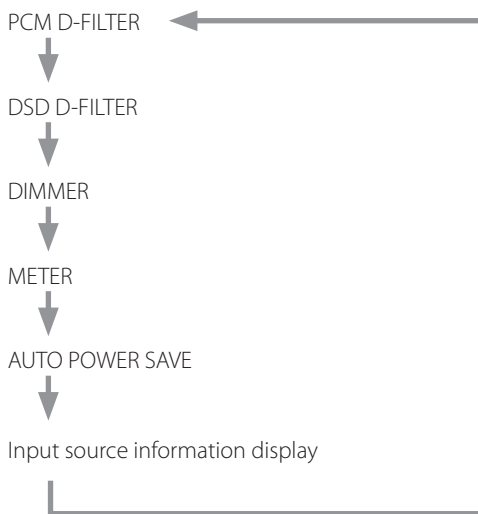 PCM D-FILTER
DSD D-FILTER
DIMMER
METER
AUTO POWER SAVE
Input source information display